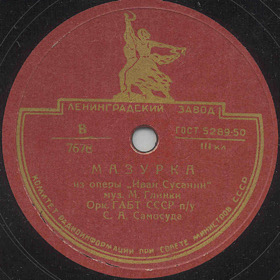 ЛЕНИНГРАДСКИЙ ЗАВОД
В
ГОСТ 5289-50
7678
МАЗУРКА
из оперы „Иван Сусанин"
муз. М. Глинки
Орк. ГАБТ СССР п/у
С. А. Самосуда
КОМИТЕТ РАДИОИНФОРМАЦИИ ПРИ СОВЕТЕ МИНИСТРОВ СССР